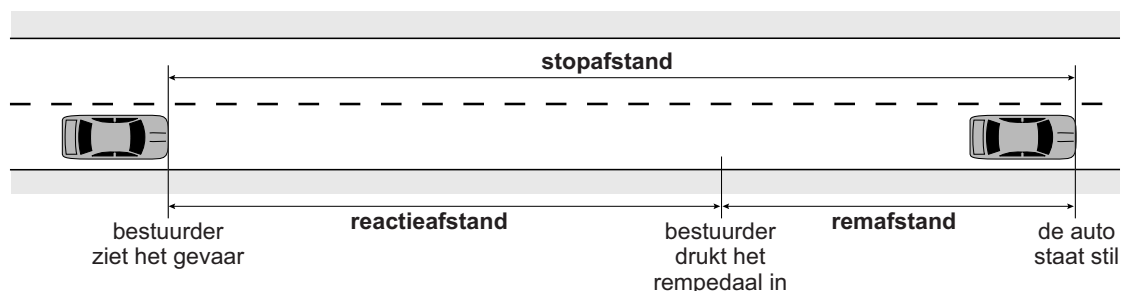 stopafstand
reactieafstand
remafstand
bestuurder
ziet het gevaar
bestuurder
drukt het
rempedaal in
de auto
staat stil